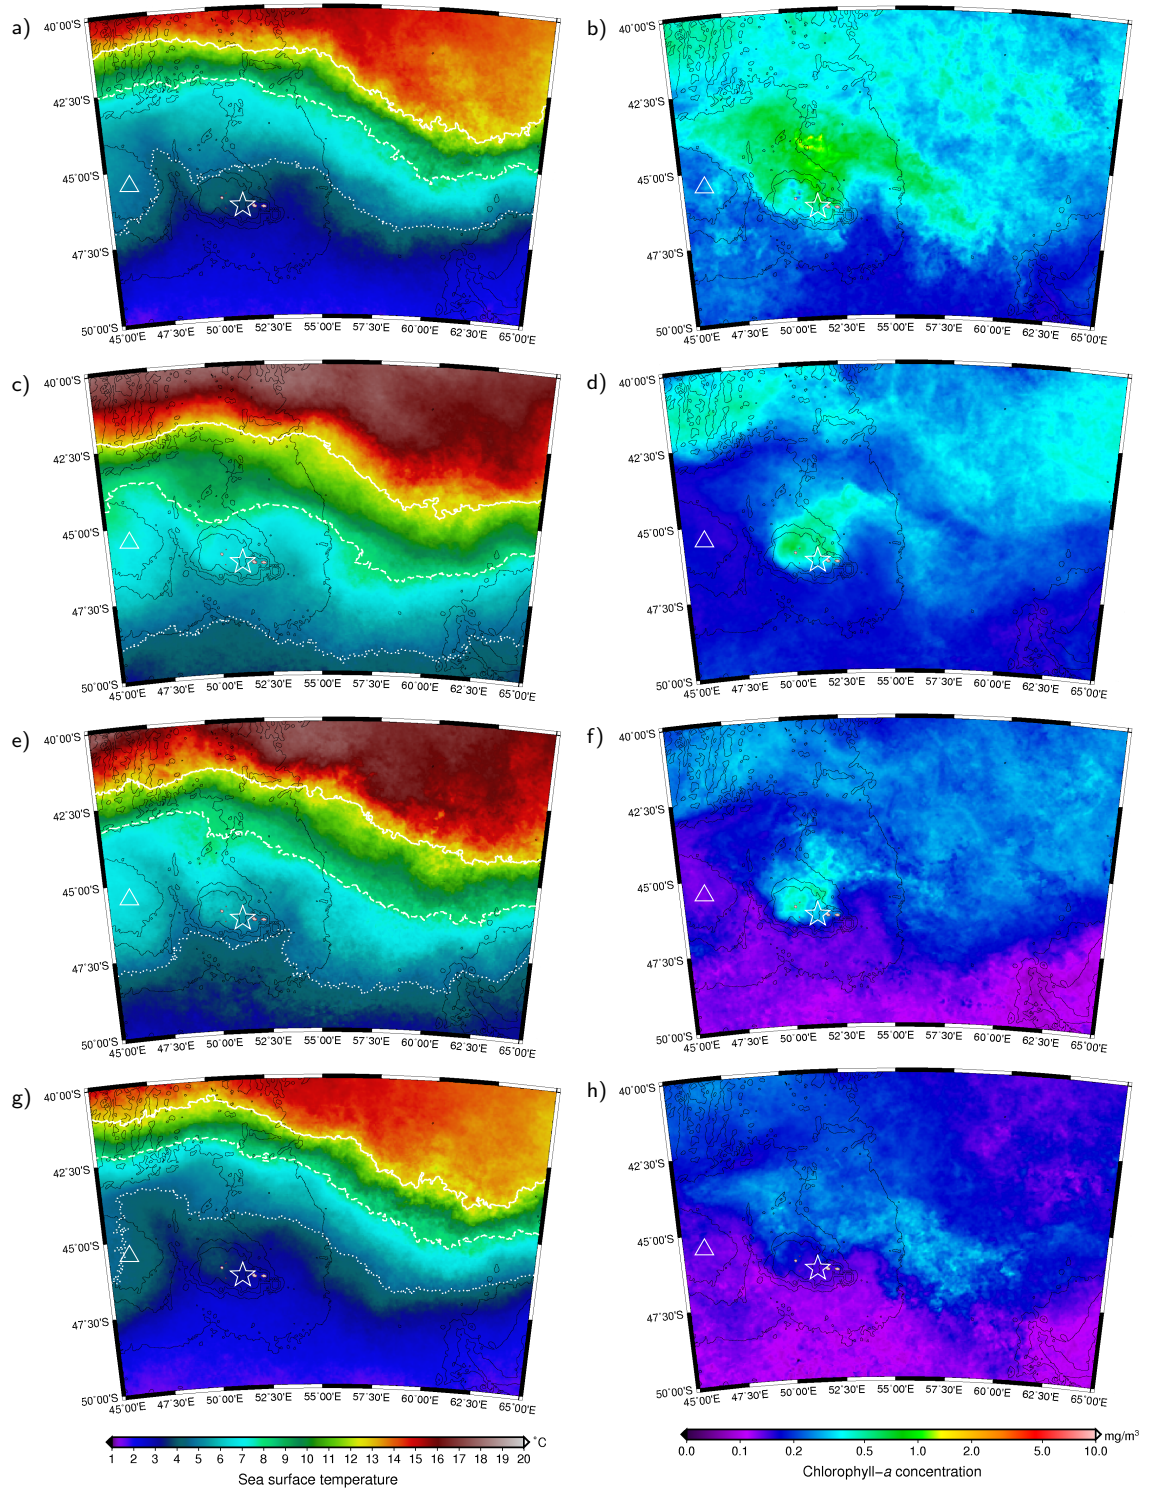 a)
40°00'S
42°30'S
45°00'S
47°30'S
50°00'S
45°00'E 47°30'E 50°00'E 52°30'E 55°00'E 57°30'E 60°00'E 62°30'E 65°00'E
b)
40°00'S
42°30'S
45°00'S
47°30'S
50°00'S
45°00'E 47°30'E 50°00'E 52°30'E 55°00'E 57°30'E 60°00'E 62°30'E 65°00'E
c)
40°00'S
42°30'S
45°00'S
47°30'S
50°00'S
45°00'E 47°30'E 50°00'E 52°30'E 55°00'E 57°30'E 60°00'E 62°30'E 65°00'E
d)
40°00'S
42°30'S
45°00'S
47°30'S
50°00'S
45°00'E 47°30'E 50°00'E 52°30'E 55°00'E 57°30'E 60°00'E 62°30'E 65°00'E
e)
40°00'S
42°30'S
45°00'S
47°30'S
50°00'S
45°00'E 47°30'E 50°00'E 52°30'E 55°00'E 57°30'E 60°00'E 62°30'E 65°00'E
f)
40°00'S
42°30'S
45°00'S
47°30'S
50°00'S
45°00'E 47°30'E 50°00'E 52°30'E 55°00'E 57°30'E 60°00'E 62°30'E 65°00'E
g)
40°00'S
42°30'S
45°00'S
47°30'S
50°00'S
45°00'E 47°30'E 50°00'E 52°30'E 55°00'E 57°30'E 60°00'E 62°30'E 65°00'E
h)
40°00'S
42°30'S
45°00'S
47°30'S
50°00'S
45°00'E 47°30'E 50°00'E 52°30'E 55°00'E 57°30'E 60°00'E 62°30'E 65°00'E
°C
1 2 3 4 5 6 7 8 9 10 11 12 13 14 15 16 17 18 19 20
Sea surface temperature
mg/m³
0.0 0.1 0.2 0.5 1.0 2.0 5.0 10.0
Chlorophyll-a concentration